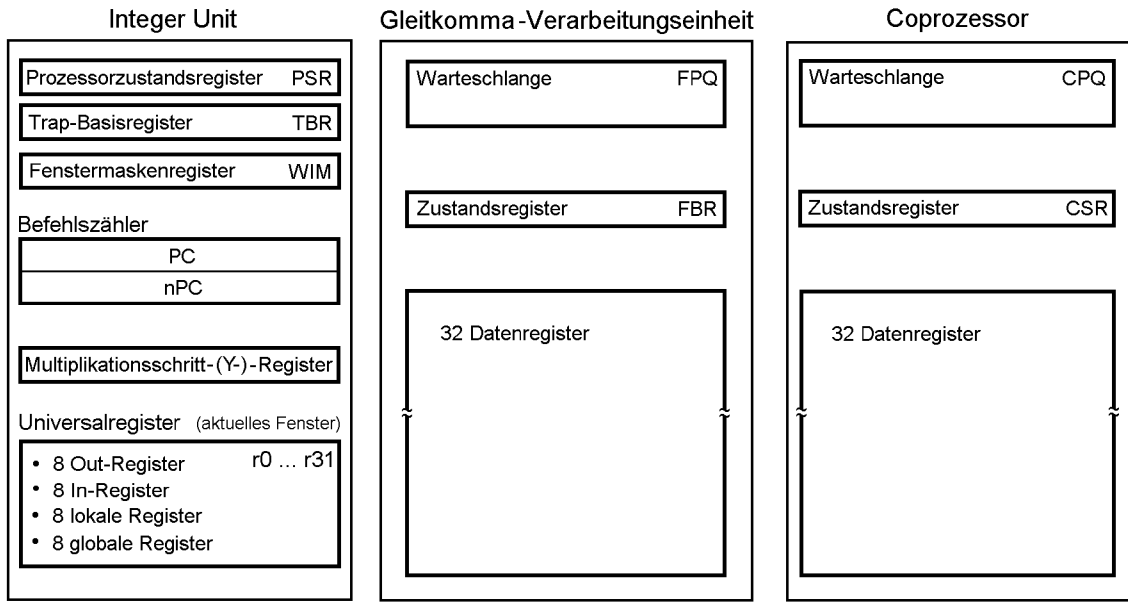 Integer Unit
Prozessorzustandsregister PSR
Trap-Basisregister TBR
Fenstermaskenregister WIM
Befehlszähler
PC
nPC
Multiplikationsschritt-(Y-)-Register
Universalregister (aktuelles Fenster)
r0 ... r31
• 8 Out-Register
• 8 In-Register
• 8 lokale Register
• 8 globale Register
Gleitkomma-Verarbeitungseinheit
Warteschlange FPQ
Zustandsregister FBR
32 Datenregister
Coprozessor
Warteschlange CPQ
Zustandsregister CSR
32 Datenregister